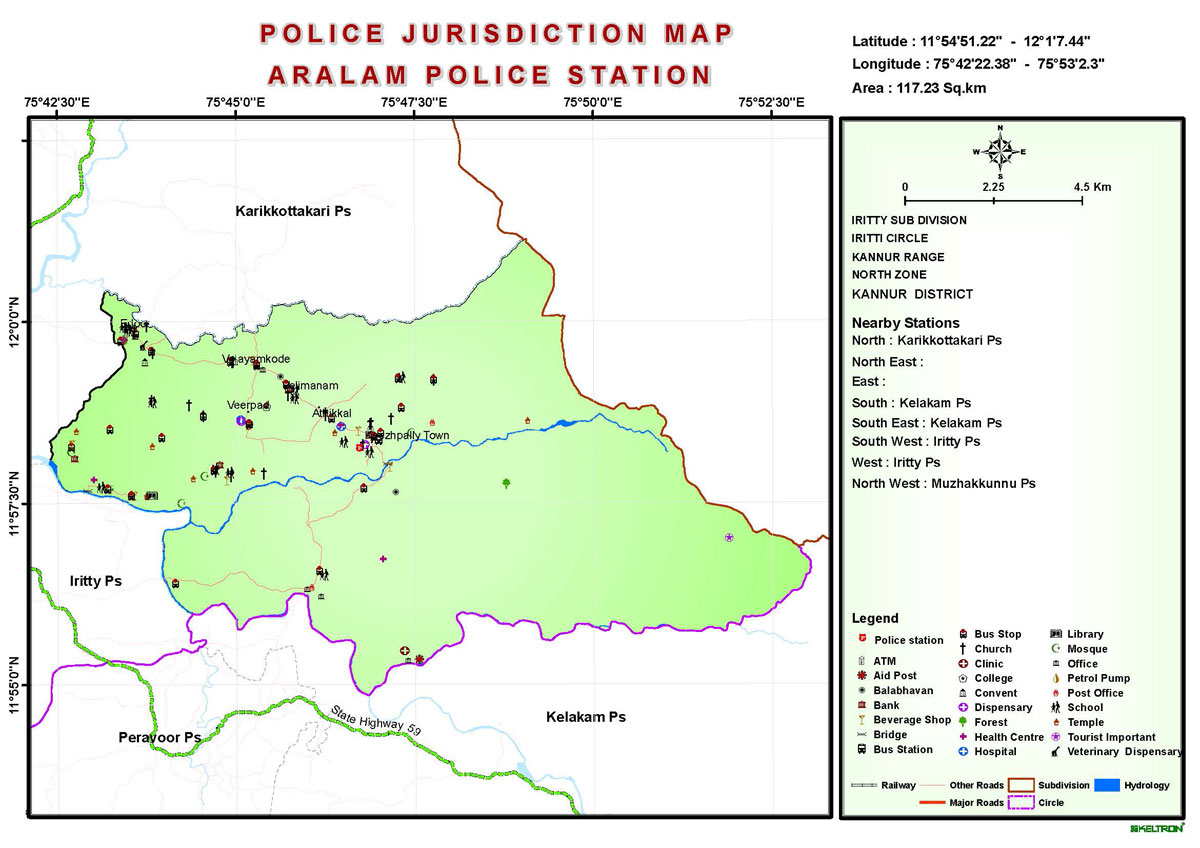 POLICE JURISDICTION MAP
ARALAM POLICE STATION
Latitude : 11°54'51.22" - 12°1'7.44"
Longitude : 75°42'22.38" - 75°53'2.3"
Area : 117.23 Sq.km
75°42'30"E 75°45'0"E 75°47'30"E 75°50'0"E 75°52'30"E
12°0'0"N
11°57'30"N
11°55'0"N
Karikkottakari Ps
Valayamkode
Veerpad
Athikkal
Town
Iritty Ps
Peravoor Ps
State Highway 59
Kelakam Ps
N
W E
S
0 2.25 4.5 Km
IRITTY SUB DIVISION
IRITTI CIRCLE
KANNUR RANGE
NORTH ZONE
KANNUR DISTRICT
Nearby Stations
North : Karikkottakari Ps
North East :
East :
South : Kelakam Ps
South East : Kelakam Ps
South West : Iritty Ps
West : Iritty Ps
North West : Muzhakkunnu Ps
Legend
Police station
ATM
Aid Post
Balabhavan
Bank
Beverage Shop
Bridge
Bus Station
Bus Stop
Church
Clinic
College
Convent
Dispensary
Forest
Health Centre
Hospital
Library
Mosque
Office
Petrol Pump
Post Office
School
Temple
Tourist Important
Veterinary Dispensary
Railway Other Roads Subdivision Hydrology
Major Roads Circle
KELTRON